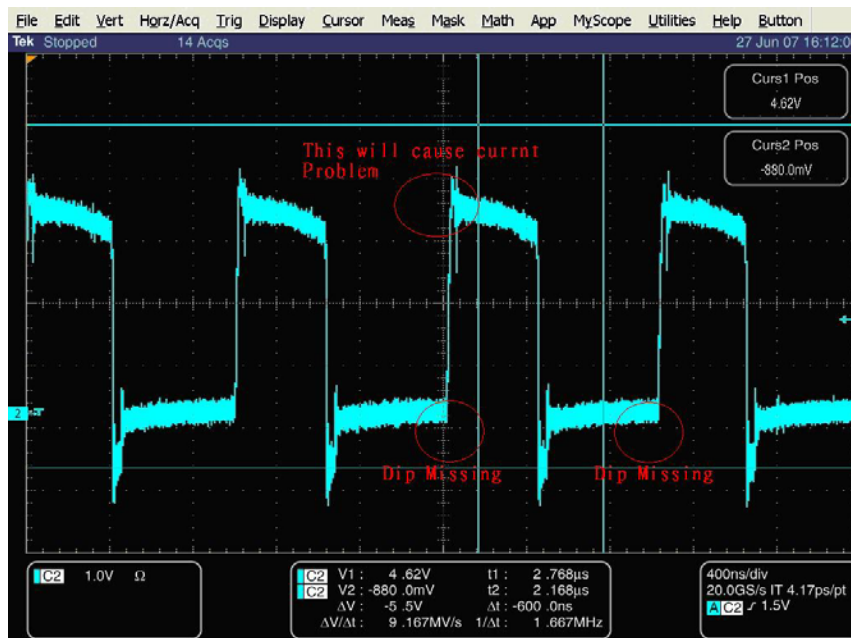 File Edit Vert Horz/Acq Trig Display Cursor Meas Mask Math App MyScope Utilities Help Button
Tek Stopped 14 Acqs 27 Jun 07 16:12:0
Curs1 Pos
4.62V
Curs2 Pos
-880.0mV
This will cause currnt
Problem
2
Dip Missing Dip Missing
C2 1.0V Ω
C2 V1 : 4 .62V t1 : 2 .768µs
C2 V2 : -880 .0mV t2 : 2 .168µs
ΔV : -5 .5V Δt : -600 .0ns
ΔV/Δt : 9 .167MV/s 1/Δt : 1 .667MHz
400ns/div
20.0GS/s IT 4.17ps/pt
A C2 1.5V